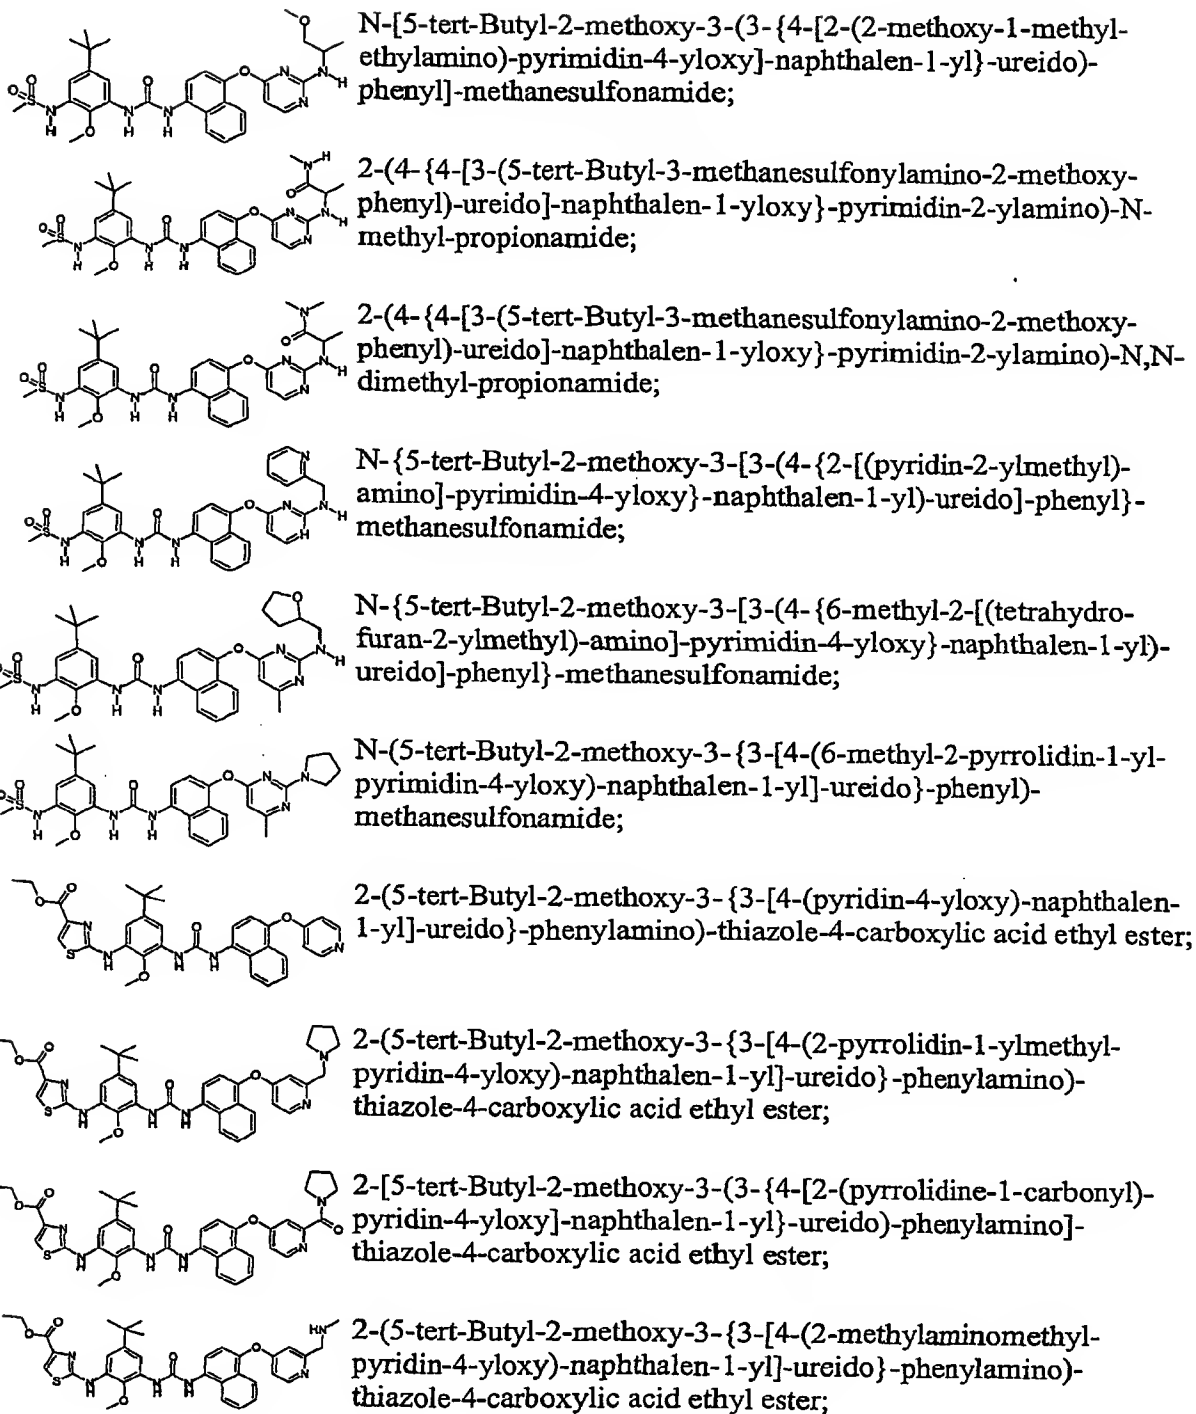 N-[5-tert-Butyl-2-methoxy-3-(3-{4-[2-(2-methoxy-1-methyl-
ethylamino)-pyrimidin-4-yloxy]-naphthalen-1-yl}-ureido)-
phenyl]-methanesulfonamide;
2-(4-{4-[3-(5-tert-Butyl-3-methanesulfonylamino-2-methoxy-
phenyl)-ureido]-naphthalen-1-yloxy}-pyrimidin-2-ylamino)-N-
methyl-propionamide;
2-(4-{4-[3-(5-tert-Butyl-3-methanesulfonylamino-2-methoxy-
phenyl)-ureido]-naphthalen-1-yloxy}-pyrimidin-2-ylamino)-N,N-
dimethyl-propionamide;
N-{5-tert-Butyl-2-methoxy-3-[3-(4-{2-[(pyridin-2-ylmethyl)-
amino]-pyrimidin-4-yloxy}-naphthalen-1-yl)-ureido]-phenyl}-
methanesulfonamide;
N-{5-tert-Butyl-2-methoxy-3-[3-(4-{6-methyl-2-[(tetrahydro-
furan-2-ylmethyl)-amino]-pyrimidin-4-yloxy}-naphthalen-1-yl)-
ureido]-phenyl}-methanesulfonamide;
N-(5-tert-Butyl-2-methoxy-3-{3-[4-(6-methyl-2-pyrrolidin-1-yl-
pyrimidin-4-yloxy)-naphthalen-1-yl]-ureido}-phenyl)-
methanesulfonamide;
2-(5-tert-Butyl-2-methoxy-3-{3-[4-(pyridin-4-yloxy)-naphthalen-
1-yl]-ureido}-phenylamino)-thiazole-4-carboxylic acid ethyl ester;
2-(5-tert-Butyl-2-methoxy-3-{3-[4-(2-pyrrolidin-1-ylmethyl-
pyridin-4-yloxy)-naphthalen-1-yl]-ureido}-phenylamino)-
thiazole-4-carboxylic acid ethyl ester;
2-[5-tert-Butyl-2-methoxy-3-(3-{4-[2-(pyrrolidine-1-carbonyl)-
pyridin-4-yloxy]-naphthalen-1-yl}-ureido)-phenylamino]-
thiazole-4-carboxylic acid ethyl ester;
2-(5-tert-Butyl-2-methoxy-3-{3-[4-(2-methylaminomethyl-
pyridin-4-yloxy)-naphthalen-1-yl]-ureido}-phenylamino)-
thiazole-4-carboxylic acid ethyl ester;